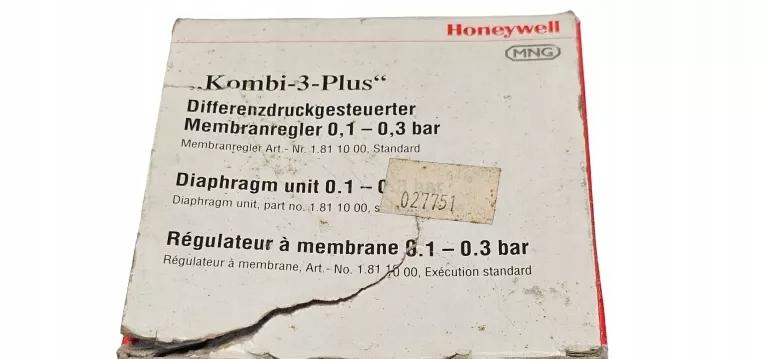 Honeywell
MNG
„Kombi-3-Plus“
Differenzdruckgesteuerter
Membranregler 0,1 – 0,3 bar
Membranregler Art.- Nr. 1.81 10 00, Standard
Diaphragm unit 0.1 –
Diaphragm unit, part no. 1.81 10 00,
027751
Régulateur à membrane 0.1 – 0.3 bar
Régulateur à membrane, Art.- No. 1.81 10 00, Exécution standard